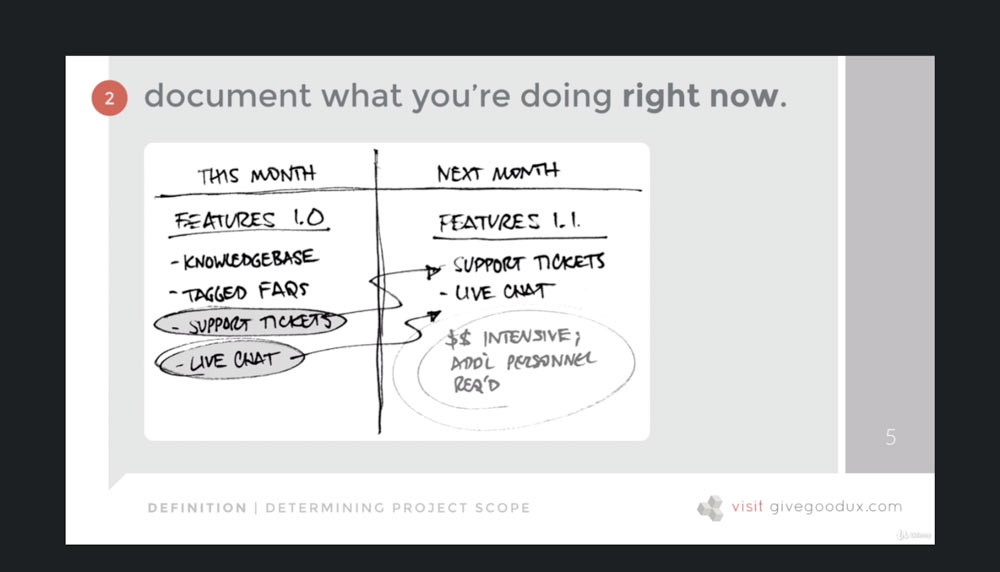 2 document what you're doing right now.
THIS MONTH
FEATURES 1.0
- KNOWLEDGEBASE
- TAGGED FAQS
- SUPPORT TICKETS
- LIVE CHAT
NEXT MONTH
FEATURES 1.1.
SUPPORT TICKETS
- LIVE CHAT
$$ INTENSIVE;
ADD'L PERSONNEL
REQ'D
5
DEFINITION | DETERMINING PROJECT SCOPE
visit givegoodux.com
Udemy